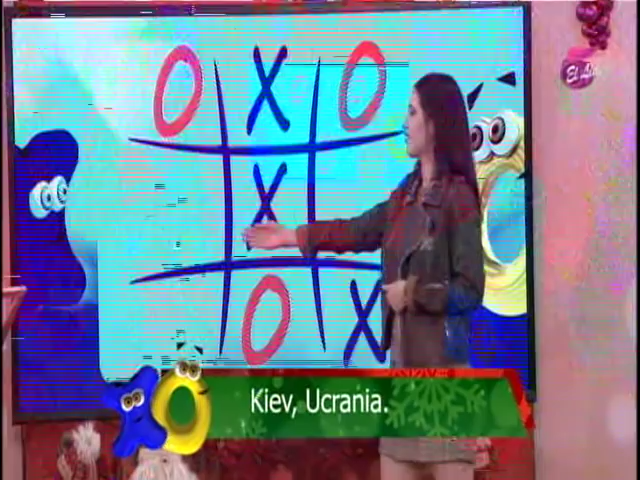 O X O
X
O X
Kiev, Ucrania.